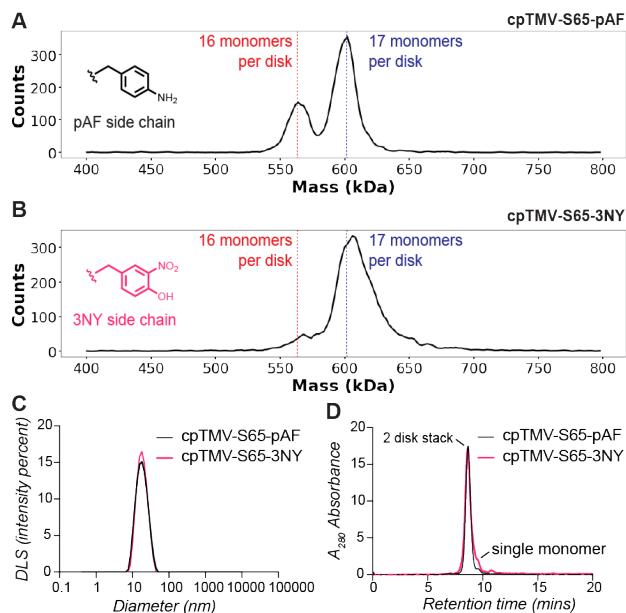 A
cpTMV-S65-pAF
16 monomers
per disk
17 monomers
per disk
NH2
pAF side chain
Counts
300
200
100
0
400 450 500 550 600 650 700 750 800
Mass (kDa)
B
cpTMV-S65-3NY
16 monomers
per disk
17 monomers
per disk
NO2
OH
3NY side chain
Counts
300
200
100
0
400 450 500 550 600 650 700 750 800
Mass (kDa)
C
cpTMV-S65-pAF
cpTMV-S65-3NY
DLS (intensity percent)
20
15
10
5
0
0.1 1 10 100 1000 10000 100000
Diameter (nm)
D
2 disk stack
cpTMV-S65-pAF
cpTMV-S65-3NY
single monomer
A280 Absorbance
20
15
10
5
0
0 5 10 15 20
Retention time (mins)